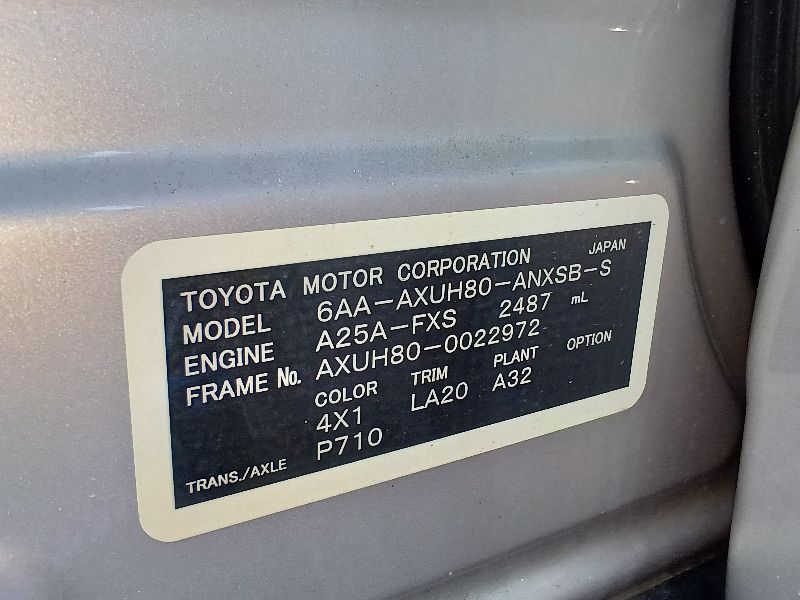 TOYOTA MOTOR CORPORATION JAPAN
MODEL 6AA-AXUH80-ANXSB-S
ENGINE A25A-FXS 2487 mL
FRAME No. AXUH80-0022972
COLOR TRIM PLANT OPTION
4X1 LA20 A32
TRANS./AXLE P710